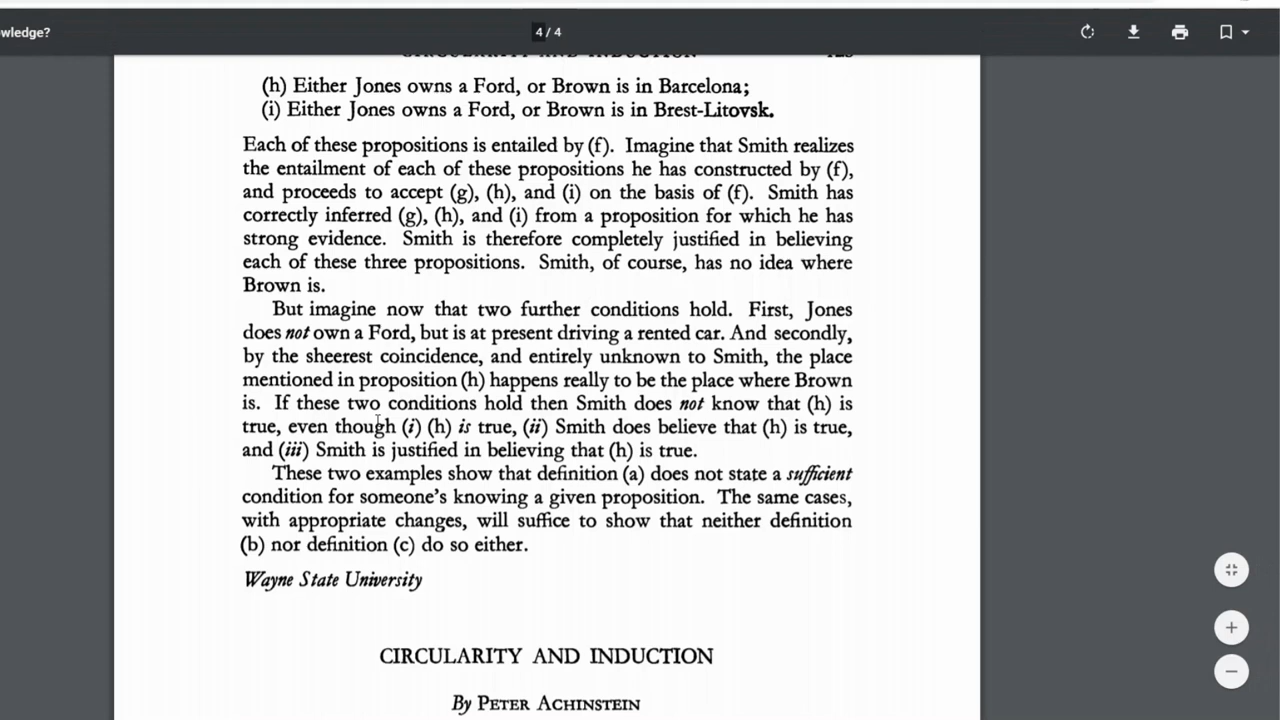 wledge?
4 / 4
CIRCULARITY AND INDUCTION
(h) Either Jones owns a Ford, or Brown is in Barcelona;
(i) Either Jones owns a Ford, or Brown is in Brest-Litovsk.
Each of these propositions is entailed by (f). Imagine that Smith realizes
the entailment of each of these propositions he has constructed by (f),
and proceeds to accept (g), (h), and (i) on the basis of (f). Smith has
correctly inferred (g), (h), and (i) from a proposition for which he has
strong evidence. Smith is therefore completely justified in believing
each of these three propositions. Smith, of course, has no idea where
Brown is.
But imagine now that two further conditions hold. First, Jones
does not own a Ford, but is at present driving a rented car. And secondly,
by the sheerest coincidence, and entirely unknown to Smith, the place
mentioned in proposition (h) happens really to be the place where Brown
is. If these two conditions hold then Smith does not know that (h) is
true, even though (i) (h) is true, (ii) Smith does believe that (h) is true,
and (iii) Smith is justified in believing that (h) is true.
These two examples show that definition (a) does not state a sufficient
condition for someone's knowing a given proposition. The same cases,
with appropriate changes, will suffice to show that neither definition
(b) nor definition (c) do so either.
Wayne State University
CIRCULARITY AND INDUCTION
By PETER ACHINSTEIN